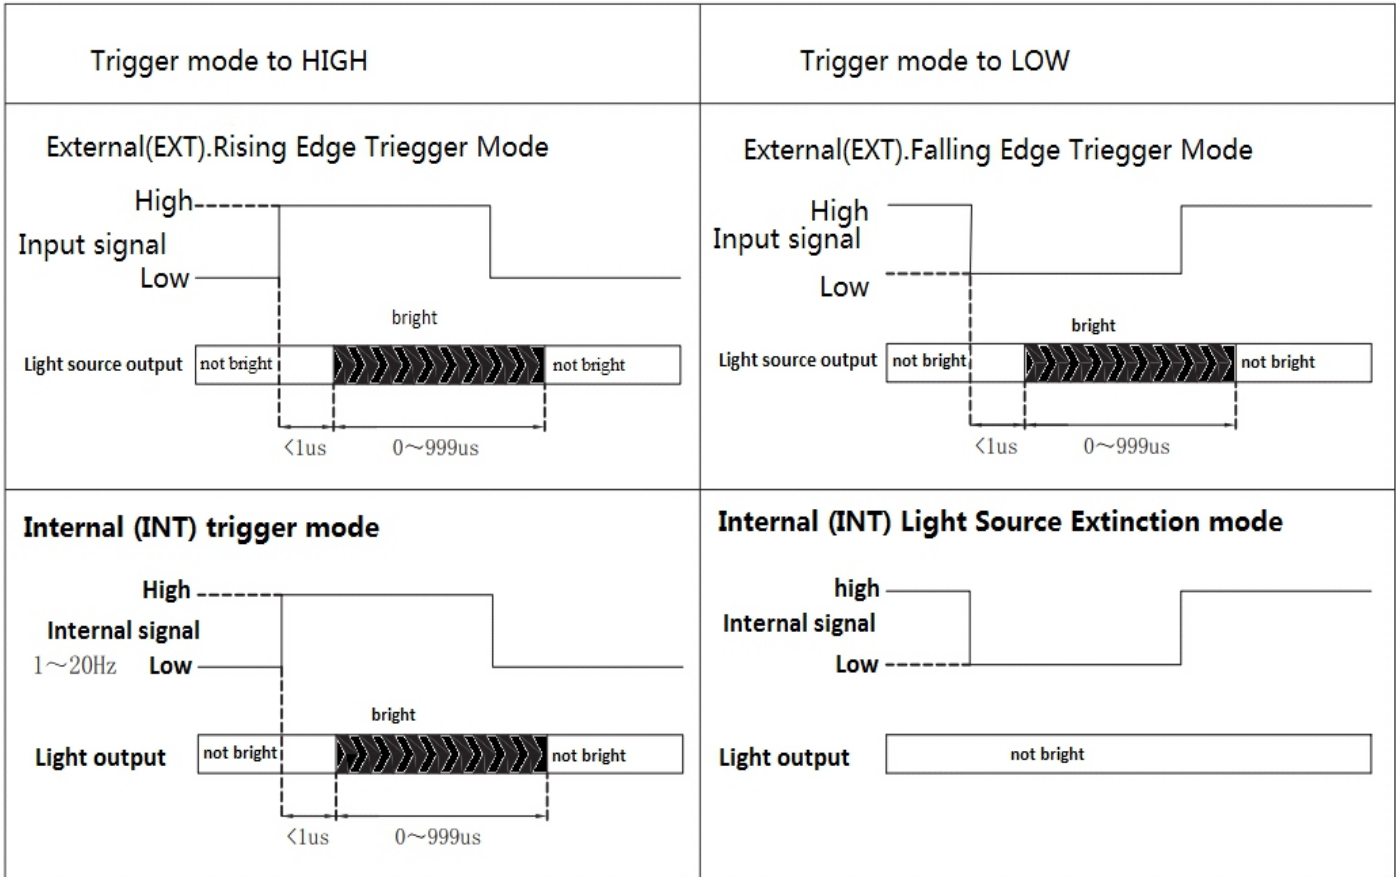 Trigger mode to HIGH
Trigger mode to LOW
External(EXT).Rising Edge Triegger Mode
High
Input signal
Low
bright
Light source output
not bright
not bright
<1us
0～999us
External(EXT).Falling Edge Triegger Mode
High
Input signal
Low
bright
Light source output
not bright
not bright
<1us
0～999us
Internal (INT) trigger mode
High
Internal signal
1～20Hz
Low
bright
Light output
not bright
not bright
<1us
0～999us
Internal (INT) Light Source Extinction mode
high
Internal signal
Low
Light output
not bright